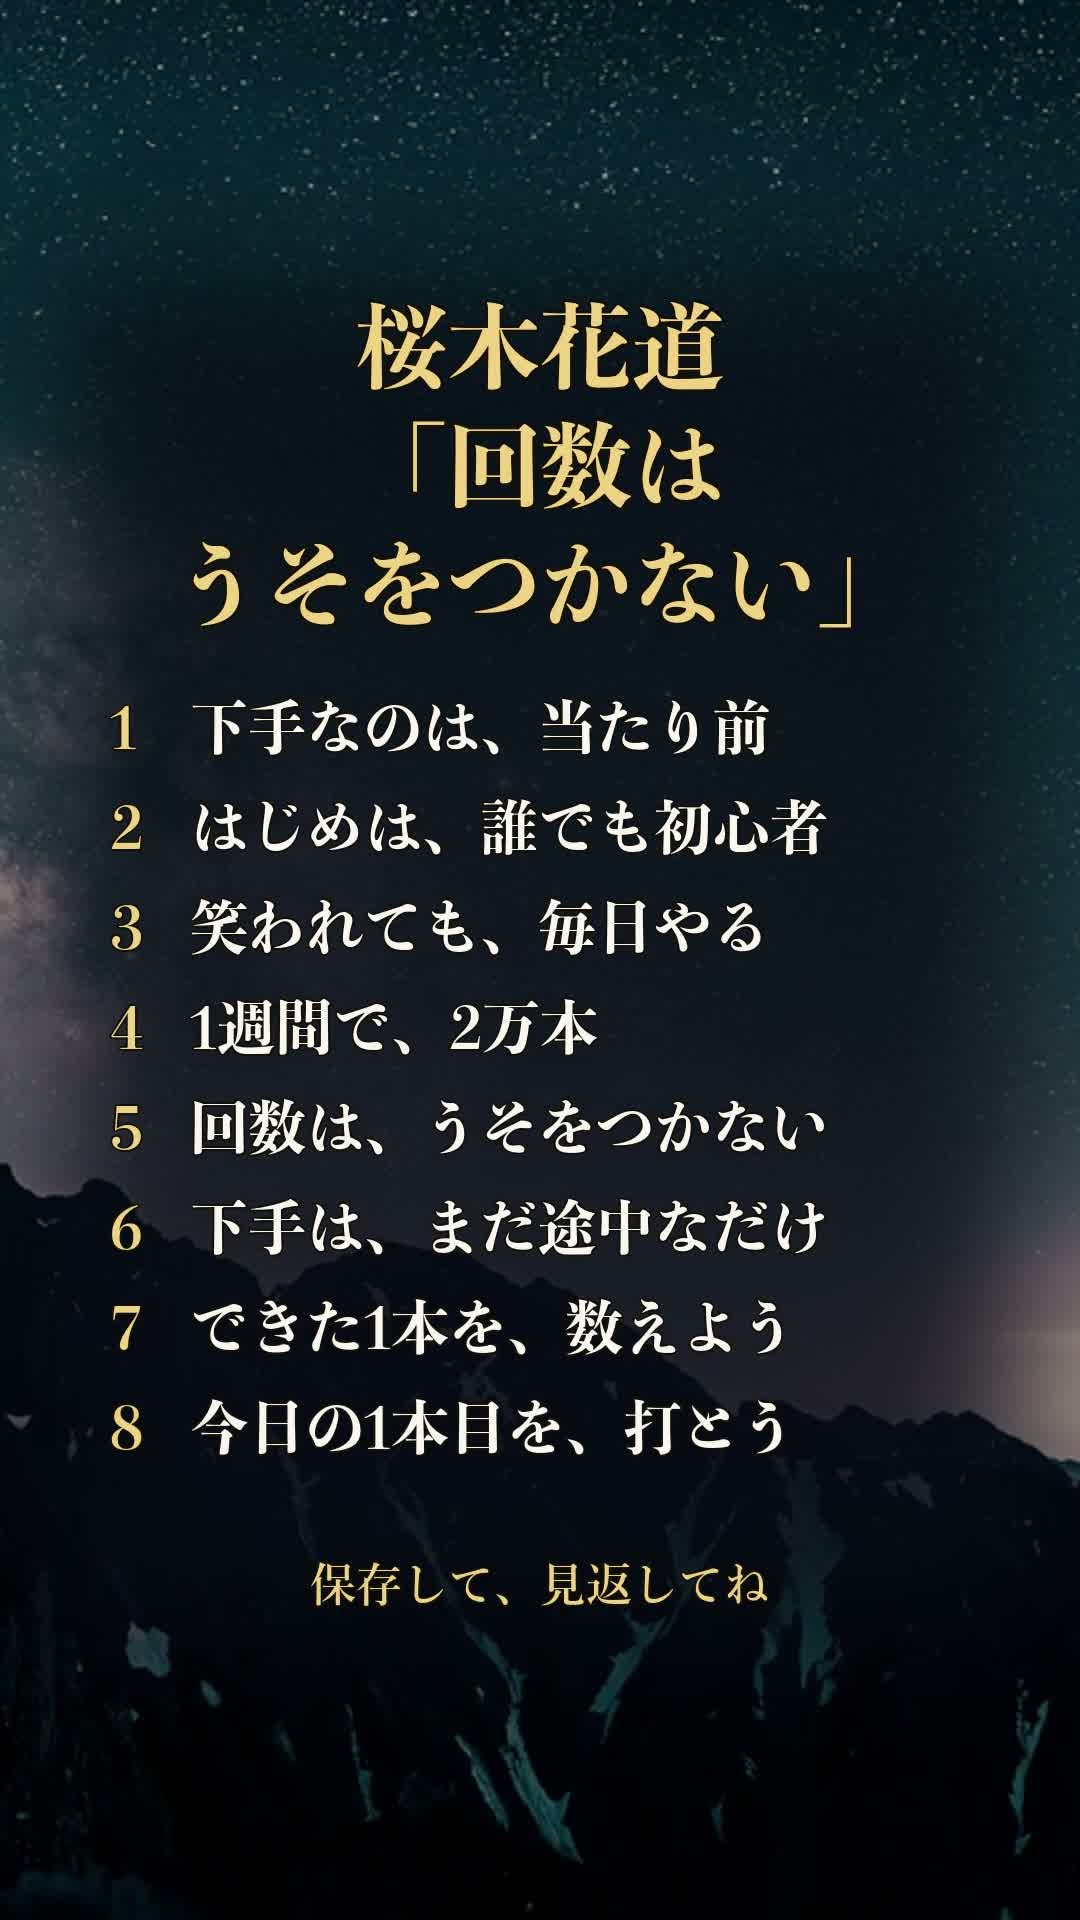 桜木花道
「回数は
うそをつかない」
1 下手なのは、当たり前
2 はじめは、誰でも初心者
3 笑われても、毎日やる
4 1週間で、2万本
5 回数は、うそをつかない
6 下手は、まだ途中なだけ
7 できた1本を、数えよう
8 今日の1本目を、打とう
保存して、見返してね